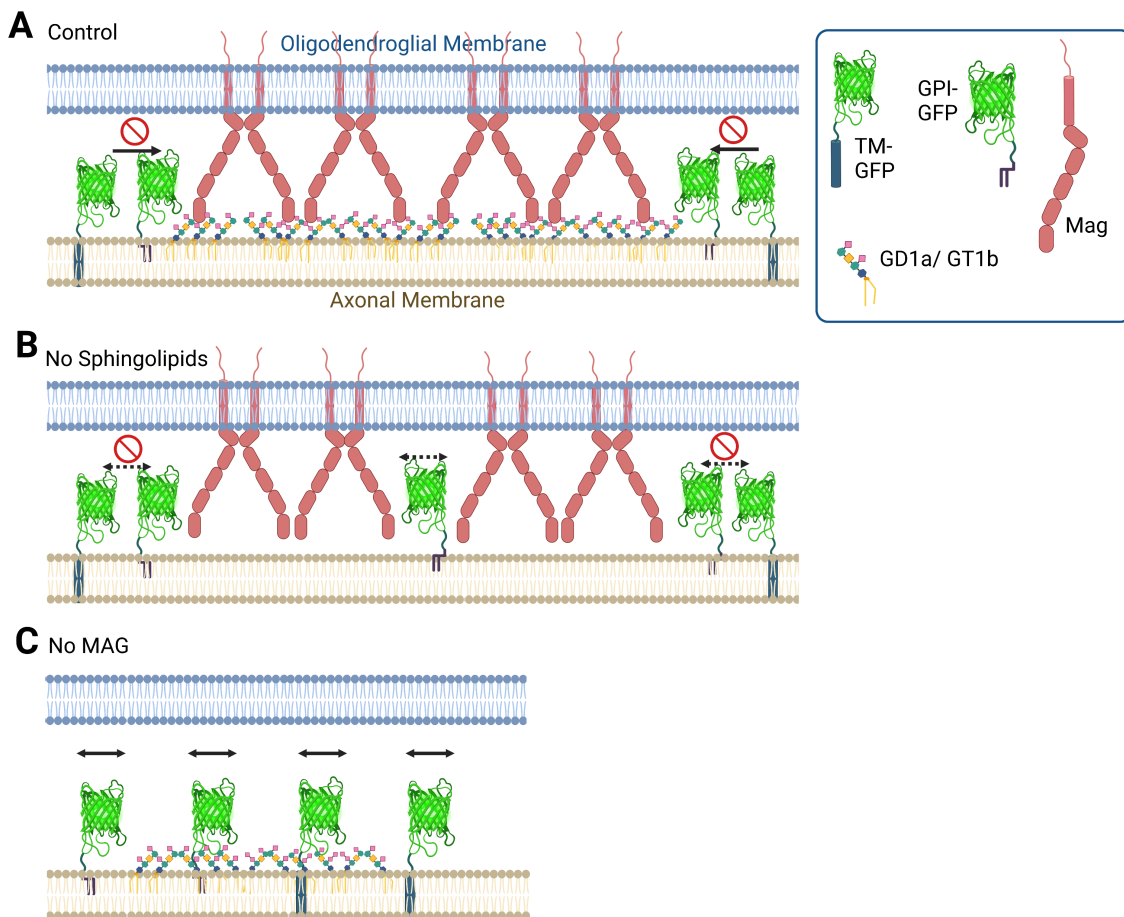 A
Control
Oligodendroglial Membrane
Axonal Membrane
GPI-
GFP
TM-
GFP
Mag
GD1a/ GT1b
B
No Sphingolipids
C
No MAG